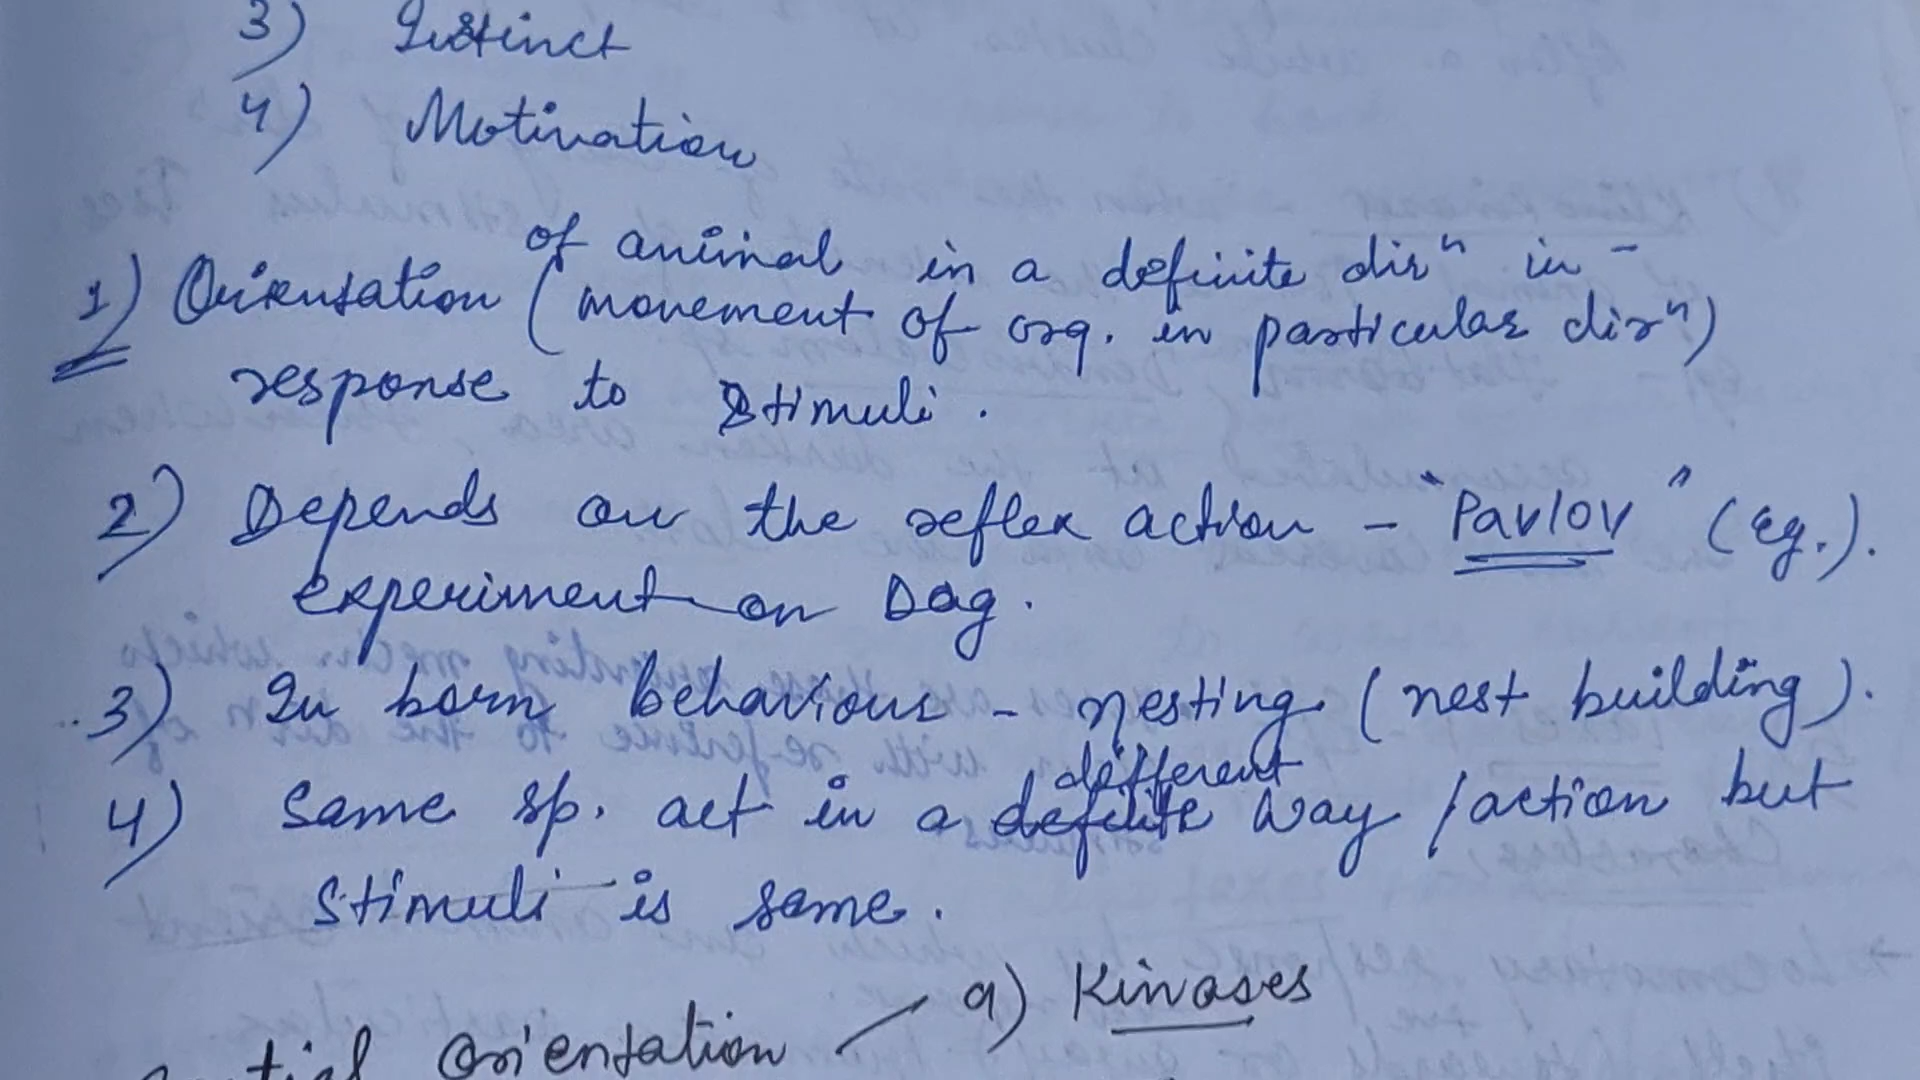 3) Instinct
4) Motivation
of animal in a definite dirⁿ in -
1) Orientation (movement of org. in particular dirⁿ)
response to stimuli.
2) Depends on the reflex action - "Pavlov" (eg.).
experiment on Dog.
3) In born behaviour - nesting (nest building).
different
4) Same sp. act in a definite way /action but
stimuli is same.
a) Kinases
orientation